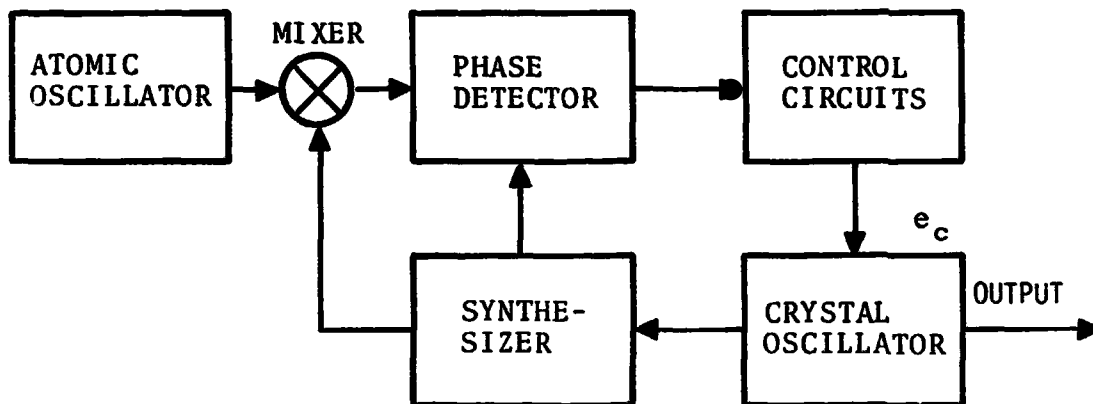 MIXER
ATOMIC
OSCILLATOR
PHASE
DETECTOR
CONTROL
CIRCUITS
e_c
SYNTHE-
SIZER
CRYSTAL
OSCILLATOR
OUTPUT